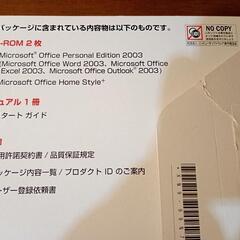 パッケージに含まれている内容物は以下のものです。
-ROM 2 枚
Microsoft® Office Personal Edition 2003
(Microsoft Office Word 2003、Microsoft Office
Excel 2003、Microsoft Office Outlook® 2003)
Microsoft Office Home Style+
ュアル 1 冊
タート ガイド
用許諾契約書 / 品質保証規定
ッケージ内容一覧 / プロダクト ID のご案内
ーザー登録依頼書
NO COPY